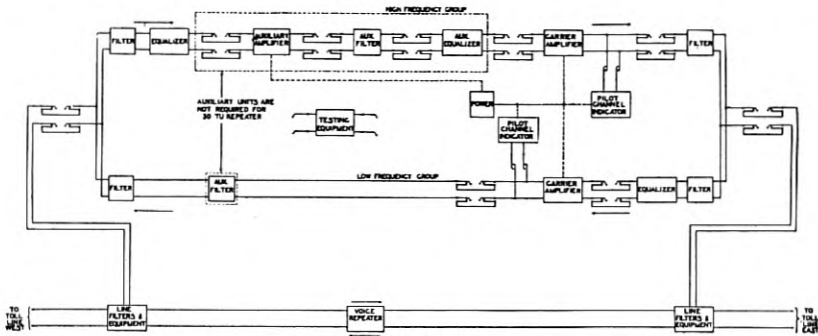 HIGH FREQUENCY GROUP
FILTER
EQUALIZER
AUXILIARY
AMPLIFIER
AUX.
FILTER
AUX.
EQUALIZER
CARRIER
AMPLIFIER
FILTER
AUXILIARY UNITS ARE
NOT REQUIRED FOR
30 TU REPEATER
TESTING
EQUIPMENT
POWER
PILOT
CHANNEL
INDICATOR
PILOT
CHANNEL
INDICATOR
LOW FREQUENCY GROUP
FILTER
AUX.
FILTER
CARRIER
AMPLIFIER
EQUALIZER
FILTER
TO
TOLL
LINE
WEST
LINE
FILTERS &
EQUIPMENT
VOICE
REPEATER
LINE
FILTERS &
EQUIPMENT
TO
TOLL
LINE
EAST